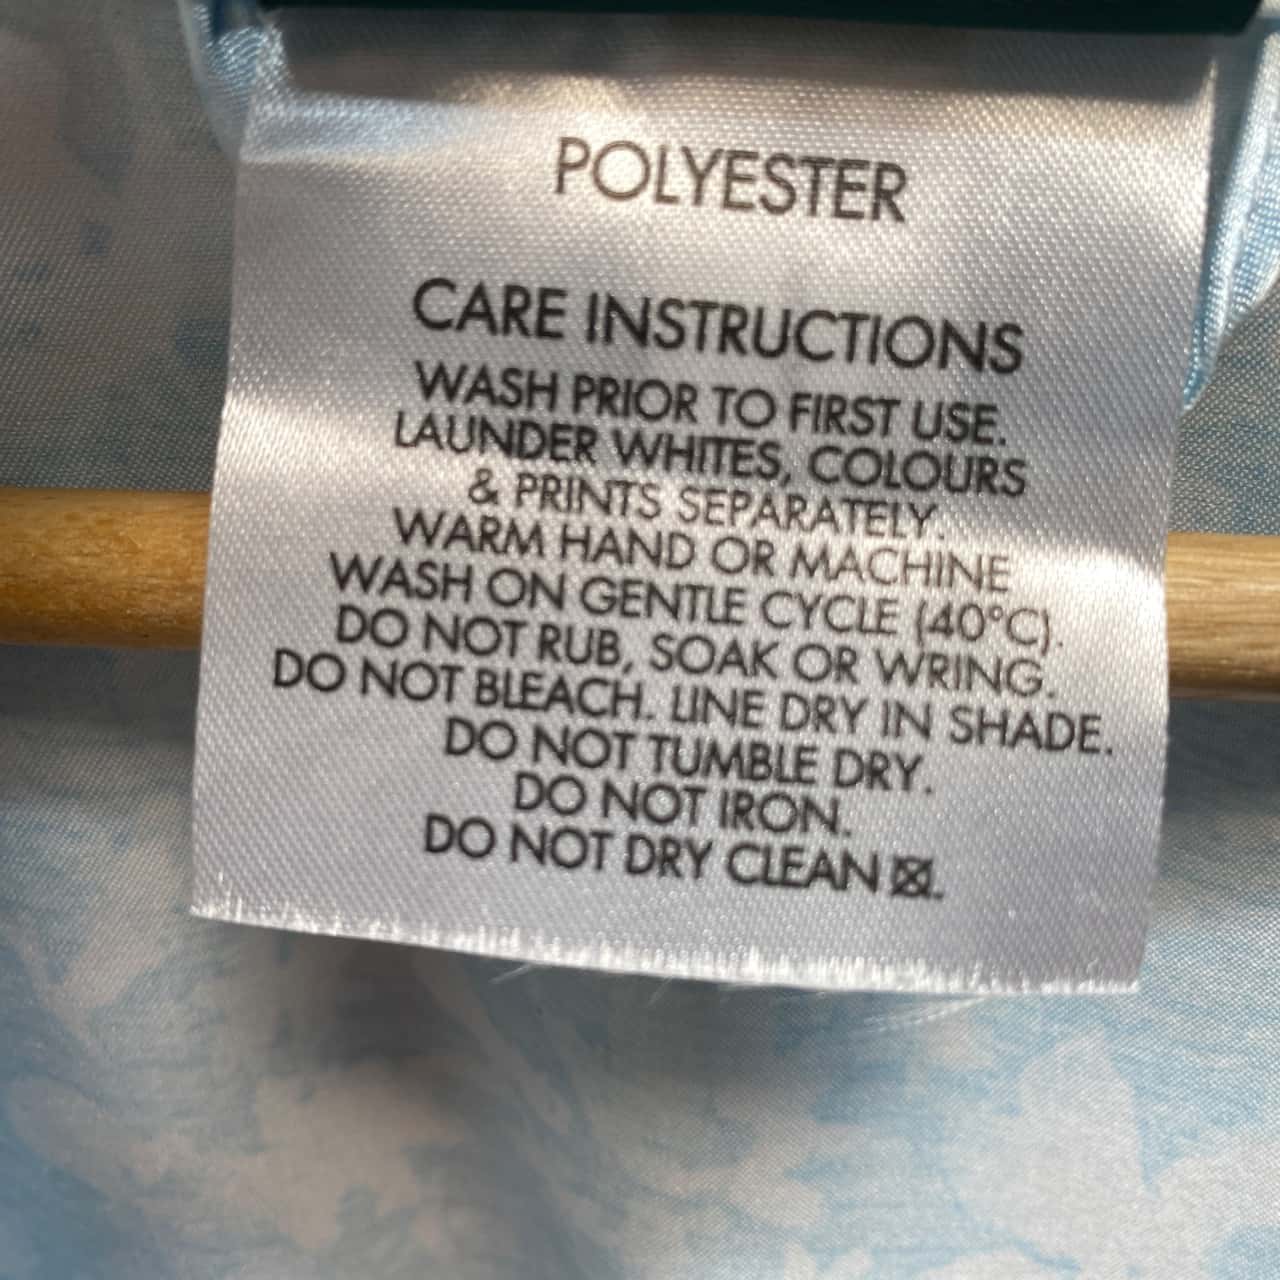 POLYESTER
CARE INSTRUCTIONS
WASH PRIOR TO FIRST USE.
LAUNDER WHITES, COLOURS
& PRINTS SEPARATELY.
WARM HAND OR MACHINE
WASH ON GENTLE CYCLE (40°C).
DO NOT RUB, SOAK OR WRING.
DO NOT BLEACH. LINE DRY IN SHADE.
DO NOT TUMBLE DRY.
DO NOT IRON.
DO NOT DRY CLEAN ☒.